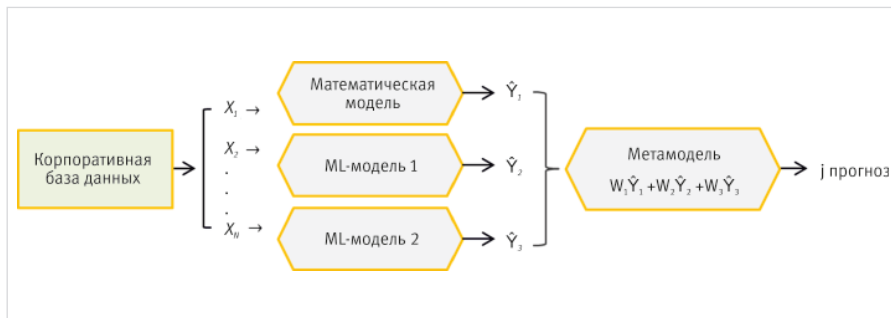 Корпоративная
база данных
X₁ →
X₂ →
.
.
.
X_N →
Математическая
модель
ML-модель 1
ML-модель 2
Ŷ₁
Ŷ₂
Ŷ₃
Метамодель
W₁Ŷ₁ +W₂Ŷ₂ +W₃Ŷ₃
j прогноз